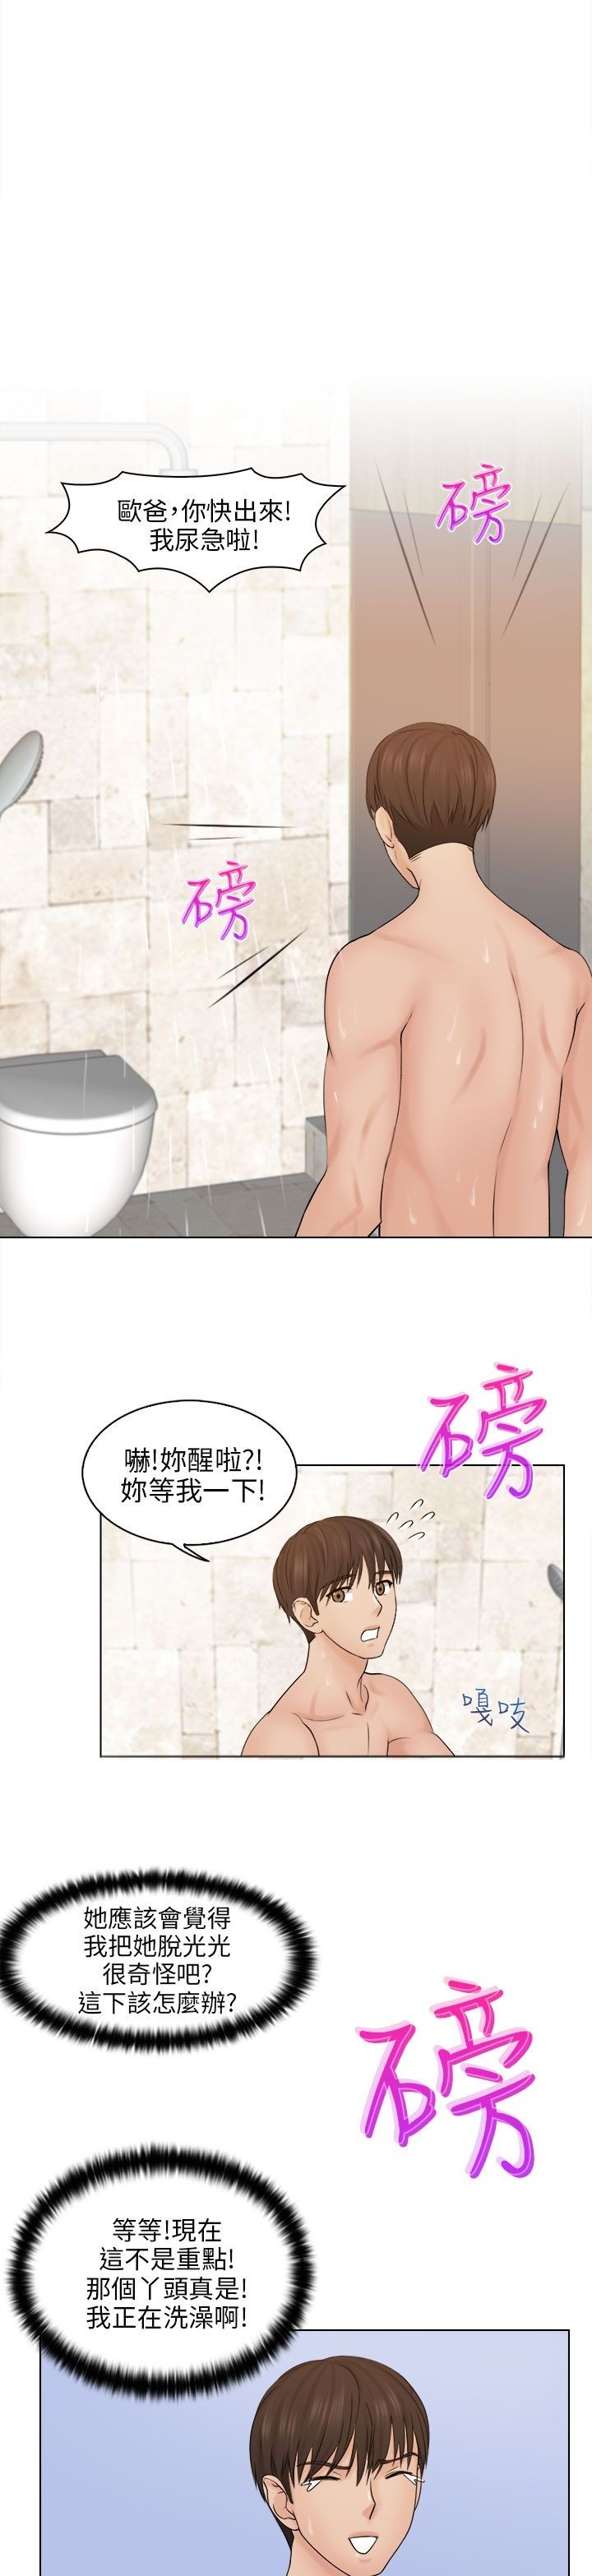 歐爸,你快出來!
我尿急啦!
磅
磅
磅
嚇!妳醒啦?!
妳等我一下!
嘎吱
她應該會覺得
我把她脫光光
很奇怪吧?
這下該怎麼辦?
磅
等等!現在
這不是重點!
那個丫頭真是!
我正在洗澡啊!